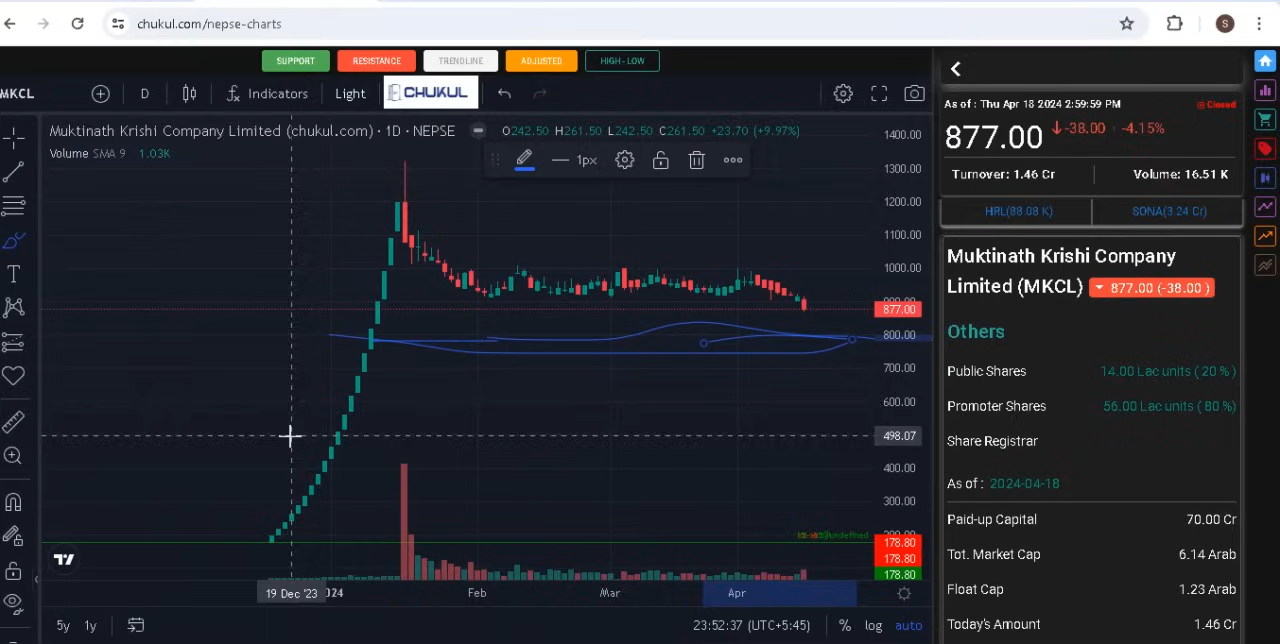 chukul.com/nepse-charts
S
SUPPORT
RESISTANCE
TRENDLINE
ADJUSTED
HIGH-LOW
MKCL
D
Indicators
Light
CHUKUL
Muktinath Krishi Company Limited (chukul.com) · 1D · NEPSE
O242.50 H261.50 L242.50 C261.50 +23.70 (+9.97%)
Volume SMA 9 1.03K
1px
1400.00
1300.00
1200.00
1100.00
1000.00
877.00
800.00
700.00
600.00
498.07
400.00
300.00
178.80
178.80
178.80
19 Dec '23
024
Feb
Mar
Apr
5y 1y
23:52:37 (UTC+5:45)
% log auto
As of : Thu Apr 18 2024 2:59:59 PM
Closed
877.00
-38.00
-4.15%
Turnover: 1.46 Cr
Volume: 16.51 K
HRL(88.08 K)
SONA(3.24 Cr)
Muktinath Krishi Company
Limited (MKCL)
877.00 (-38.00 )
Others
Public Shares 14.00 Lac units ( 20 %)
Promoter Shares 56.00 Lac units ( 80 %)
Share Registrar
As of : 2024-04-18
Paid-up Capital 70.00 Cr
Tot. Market Cap 6.14 Arab
Float Cap 1.23 Arab
Today's Amount 1.46 Cr